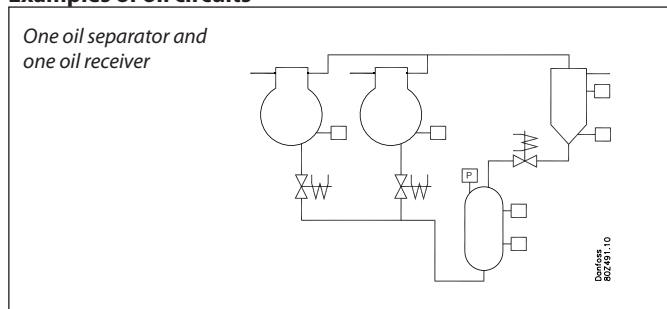 Examples of oil circuits
One oil separator and
one oil receiver
P
Danfoss
80Z491.10